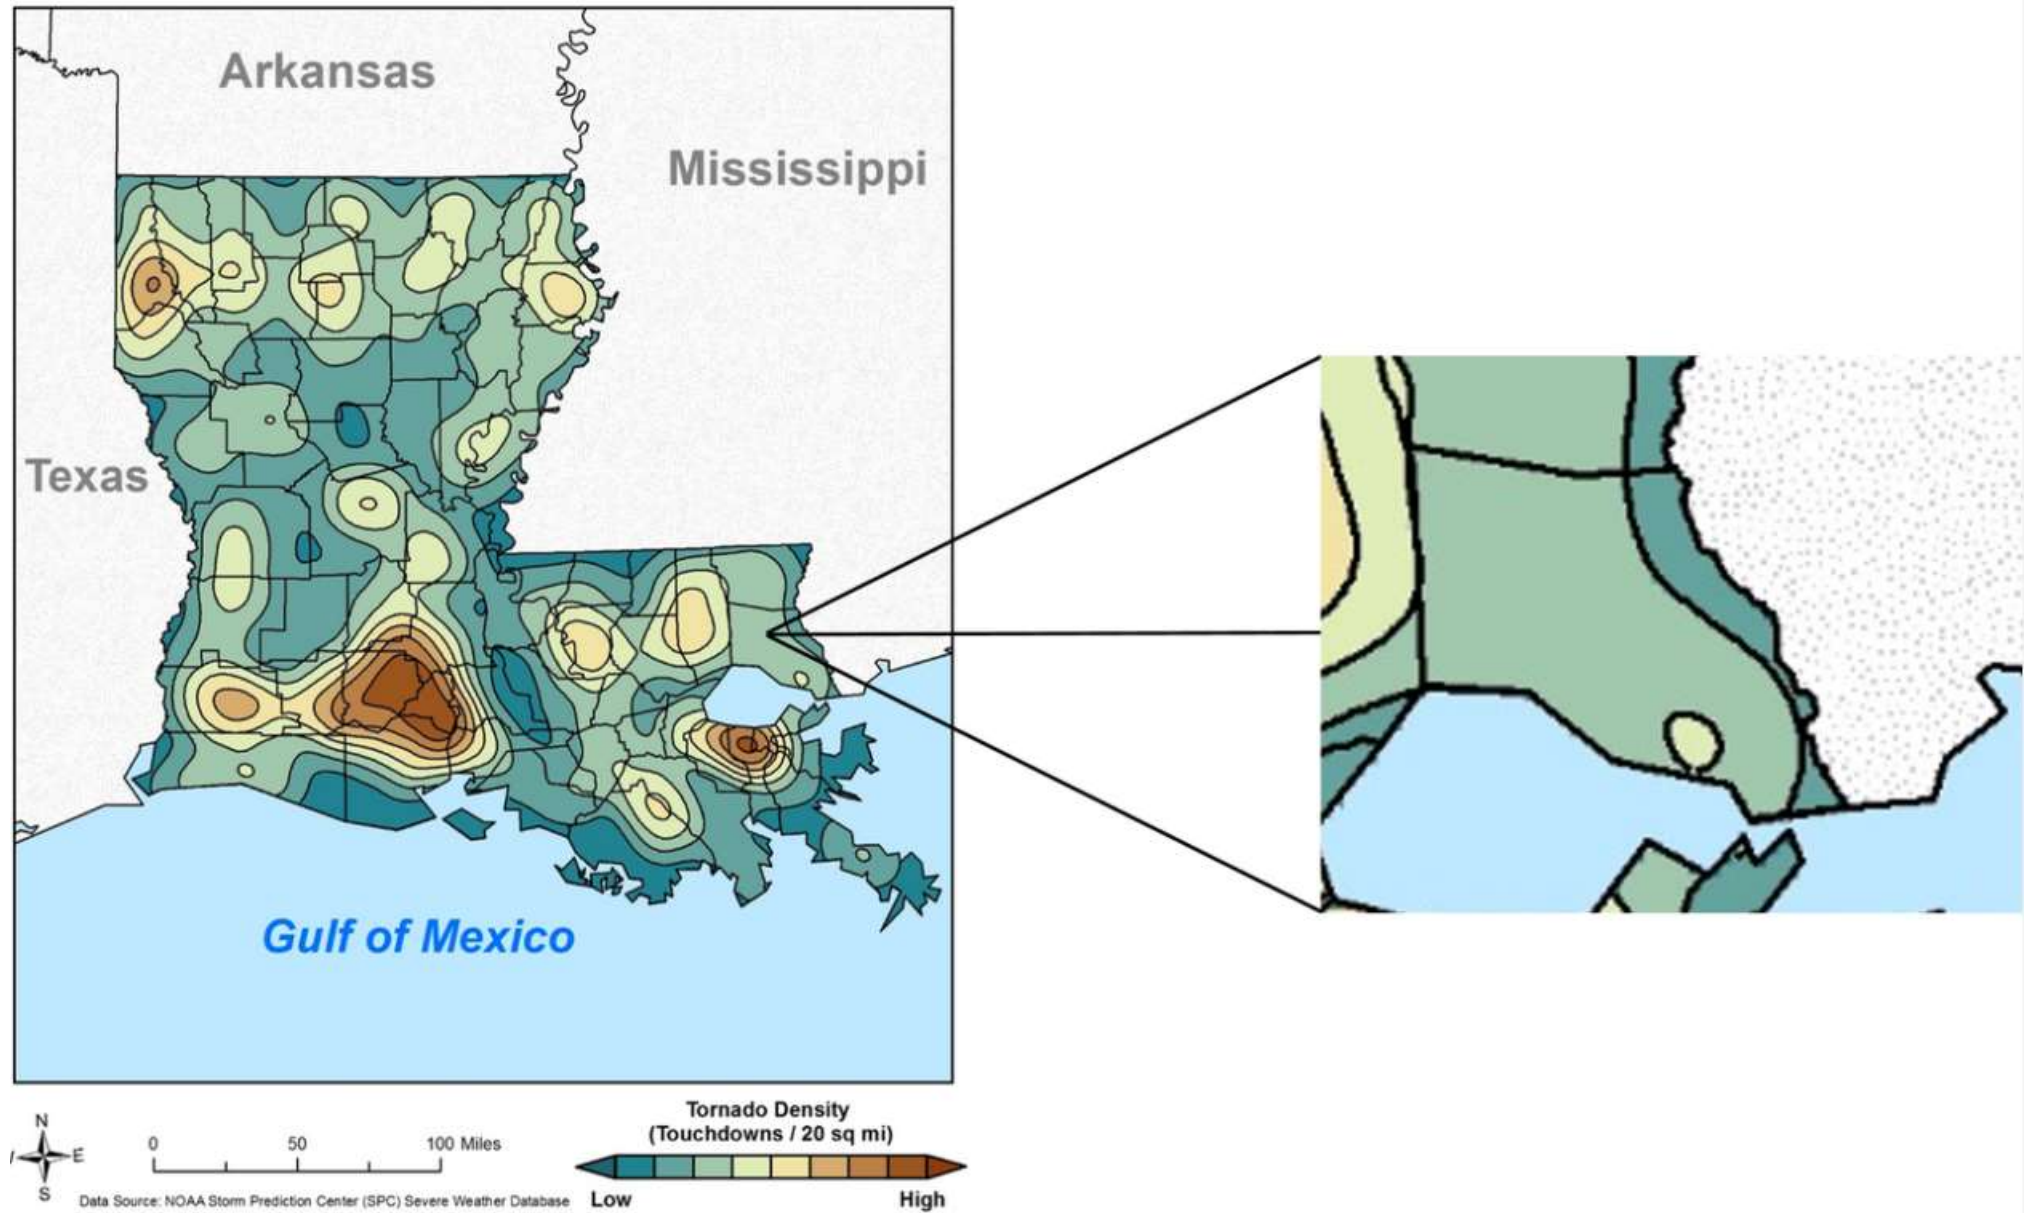 Arkansas
Mississippi
Texas
Gulf of Mexico
N
E
S
0 50 100 Miles
Data Source: NOAA Storm Prediction Center (SPC) Severe Weather Database
Tornado Density
(Touchdowns / 20 sq mi)
Low High